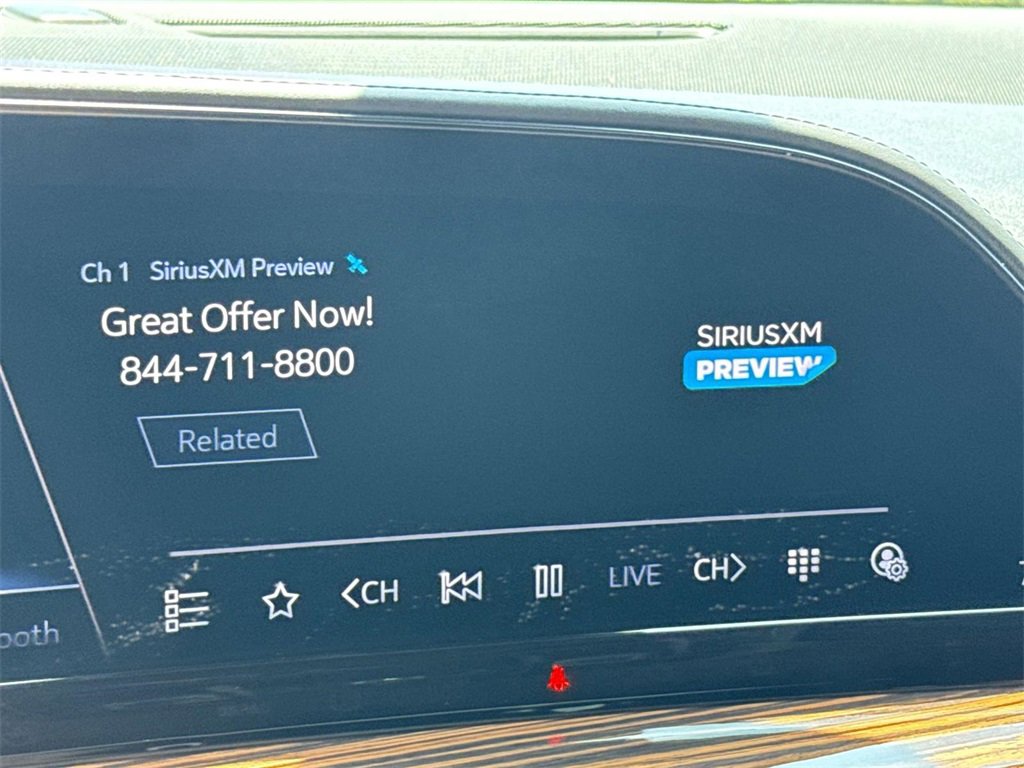 Ch 1 SiriusXM Preview
Great Offer Now!
844-711-8800
Related
SIRIUSXM
PREVIEW
<CH
LIVE
CH>
ooth